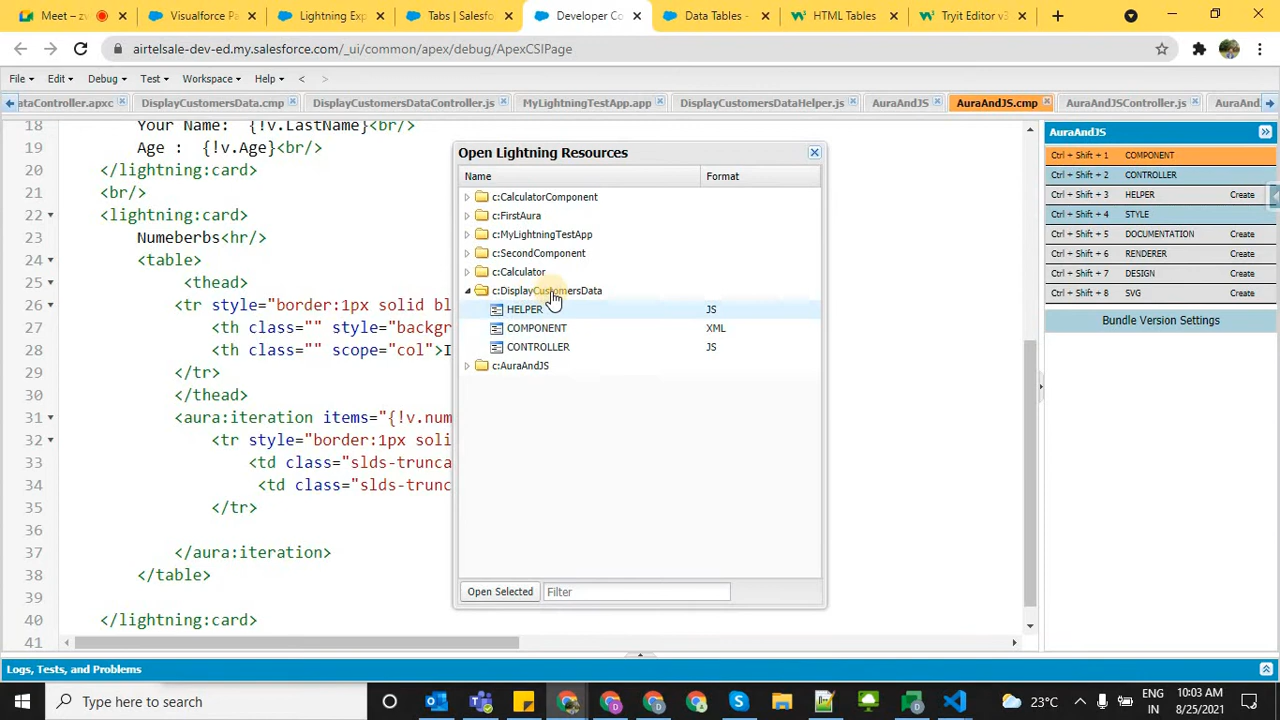 Meet – zv
Visualforce Pa
Lightning Exp
Tabs | Salesfo
Developer Co
Data Tables -
HTML Tables
Tryit Editor v3
airtelsale-dev-ed.my.salesforce.com/_ui/common/apex/debug/ApexCSIPage
File Edit Debug Test Workspace Help < >
ataController.apxc
DisplayCustomersData.cmp
DisplayCustomersDataController.js
MyLightningTestApp.app
DisplayCustomersDataHelper.js
AuraAndJS
AuraAndJS.cmp
AuraAndJSController.js
AuraAnd
18 Your Name: {!v.LastName}<br/>
19 Age : {!v.Age}<br/>
20 </lightning:card>
21 <br/>
22 <lightning:card>
23 Numeberbs<hr/>
24 <table>
25 <thead>
26 <tr style="border:1px solid bl
27 <th class="" style="backg
28 <th class="" scope="col">I
29 </tr>
30 </thead>
31 <aura:iteration items="{!v.num
32 <tr style="border:1px soli
33 <td class="slds-trunca
34 <td class="slds-trunc
35 </tr>
36
37 </aura:iteration>
38 </table>
39
40 </lightning:card>
41
Open Lightning Resources
Name Format
c:CalculatorComponent
c:FirstAura
c:MyLightningTestApp
c:SecondComponent
c:Calculator
c:DisplayCustomersData
HELPER JS
COMPONENT XML
CONTROLLER JS
c:AuraAndJS
Open Selected Filter
AuraAndJS
Ctrl + Shift + 1 COMPONENT
Ctrl + Shift + 2 CONTROLLER
Ctrl + Shift + 3 HELPER Create
Ctrl + Shift + 4 STYLE
Ctrl + Shift + 5 DOCUMENTATION Create
Ctrl + Shift + 6 RENDERER Create
Ctrl + Shift + 7 DESIGN Create
Ctrl + Shift + 8 SVG Create
Bundle Version Settings
Logs, Tests, and Problems
Type here to search
23°C
ENG
IN
10:03 AM
8/25/2021